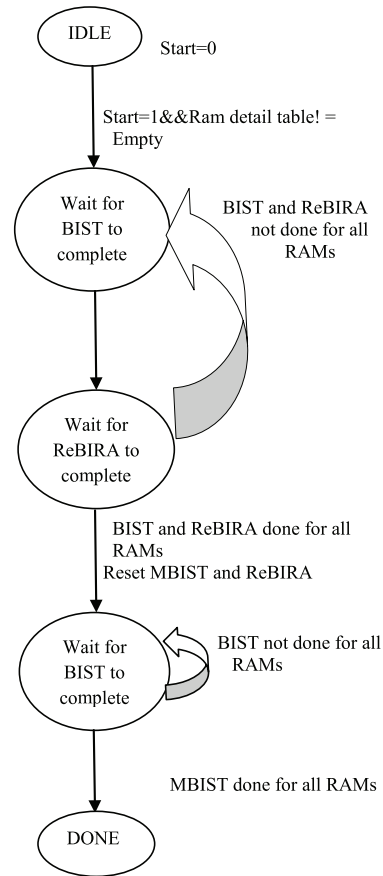 IDLE
Start=0
Start=1&&Ram detail table! =
Empty
Wait for
BIST to
complete
BIST and ReBIRA
not done for all
RAMs
Wait for
ReBIRA to
complete
BIST and ReBIRA done for all
RAMs
Reset MBIST and ReBIRA
Wait for
BIST to
complete
BIST not done for all
RAMs
MBIST done for all RAMs
DONE